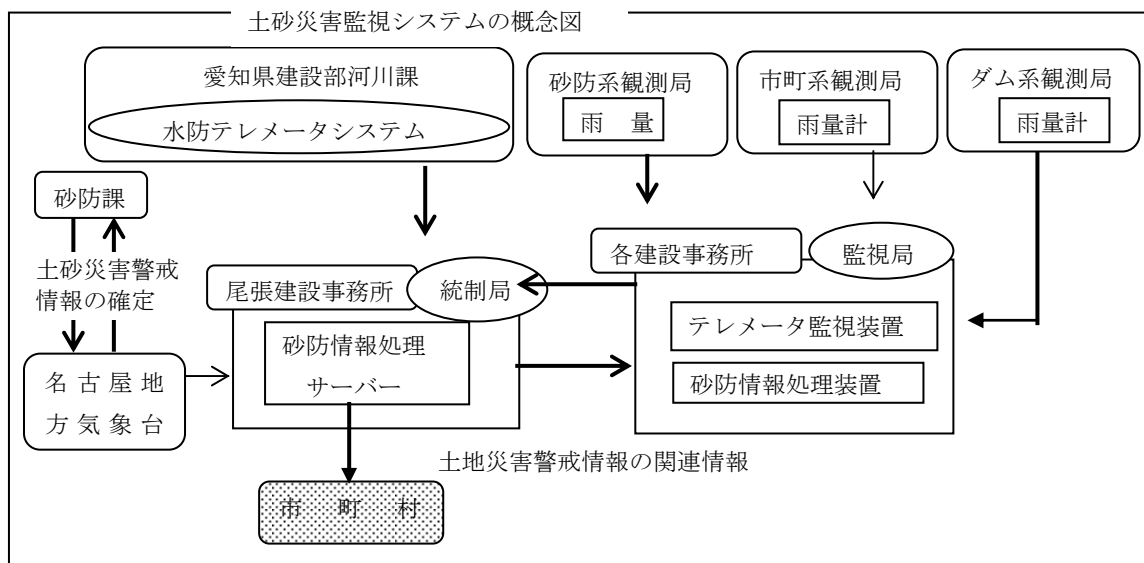 土砂災害監視システムの概念図
愛知県建設部河川課
水防テレメータシステム
砂防系観測局
雨　量
市町系観測局
雨量計
ダム系観測局
雨量計
砂防課
土砂災害警戒
情報の確定
名 古 屋 地
方 気 象 台
尾張建設事務所
統制局
砂防情報処理
サーバー
各建設事務所
監視局
テレメータ監視装置
砂防情報処理装置
土地災害警戒情報の関連情報
市　町　村